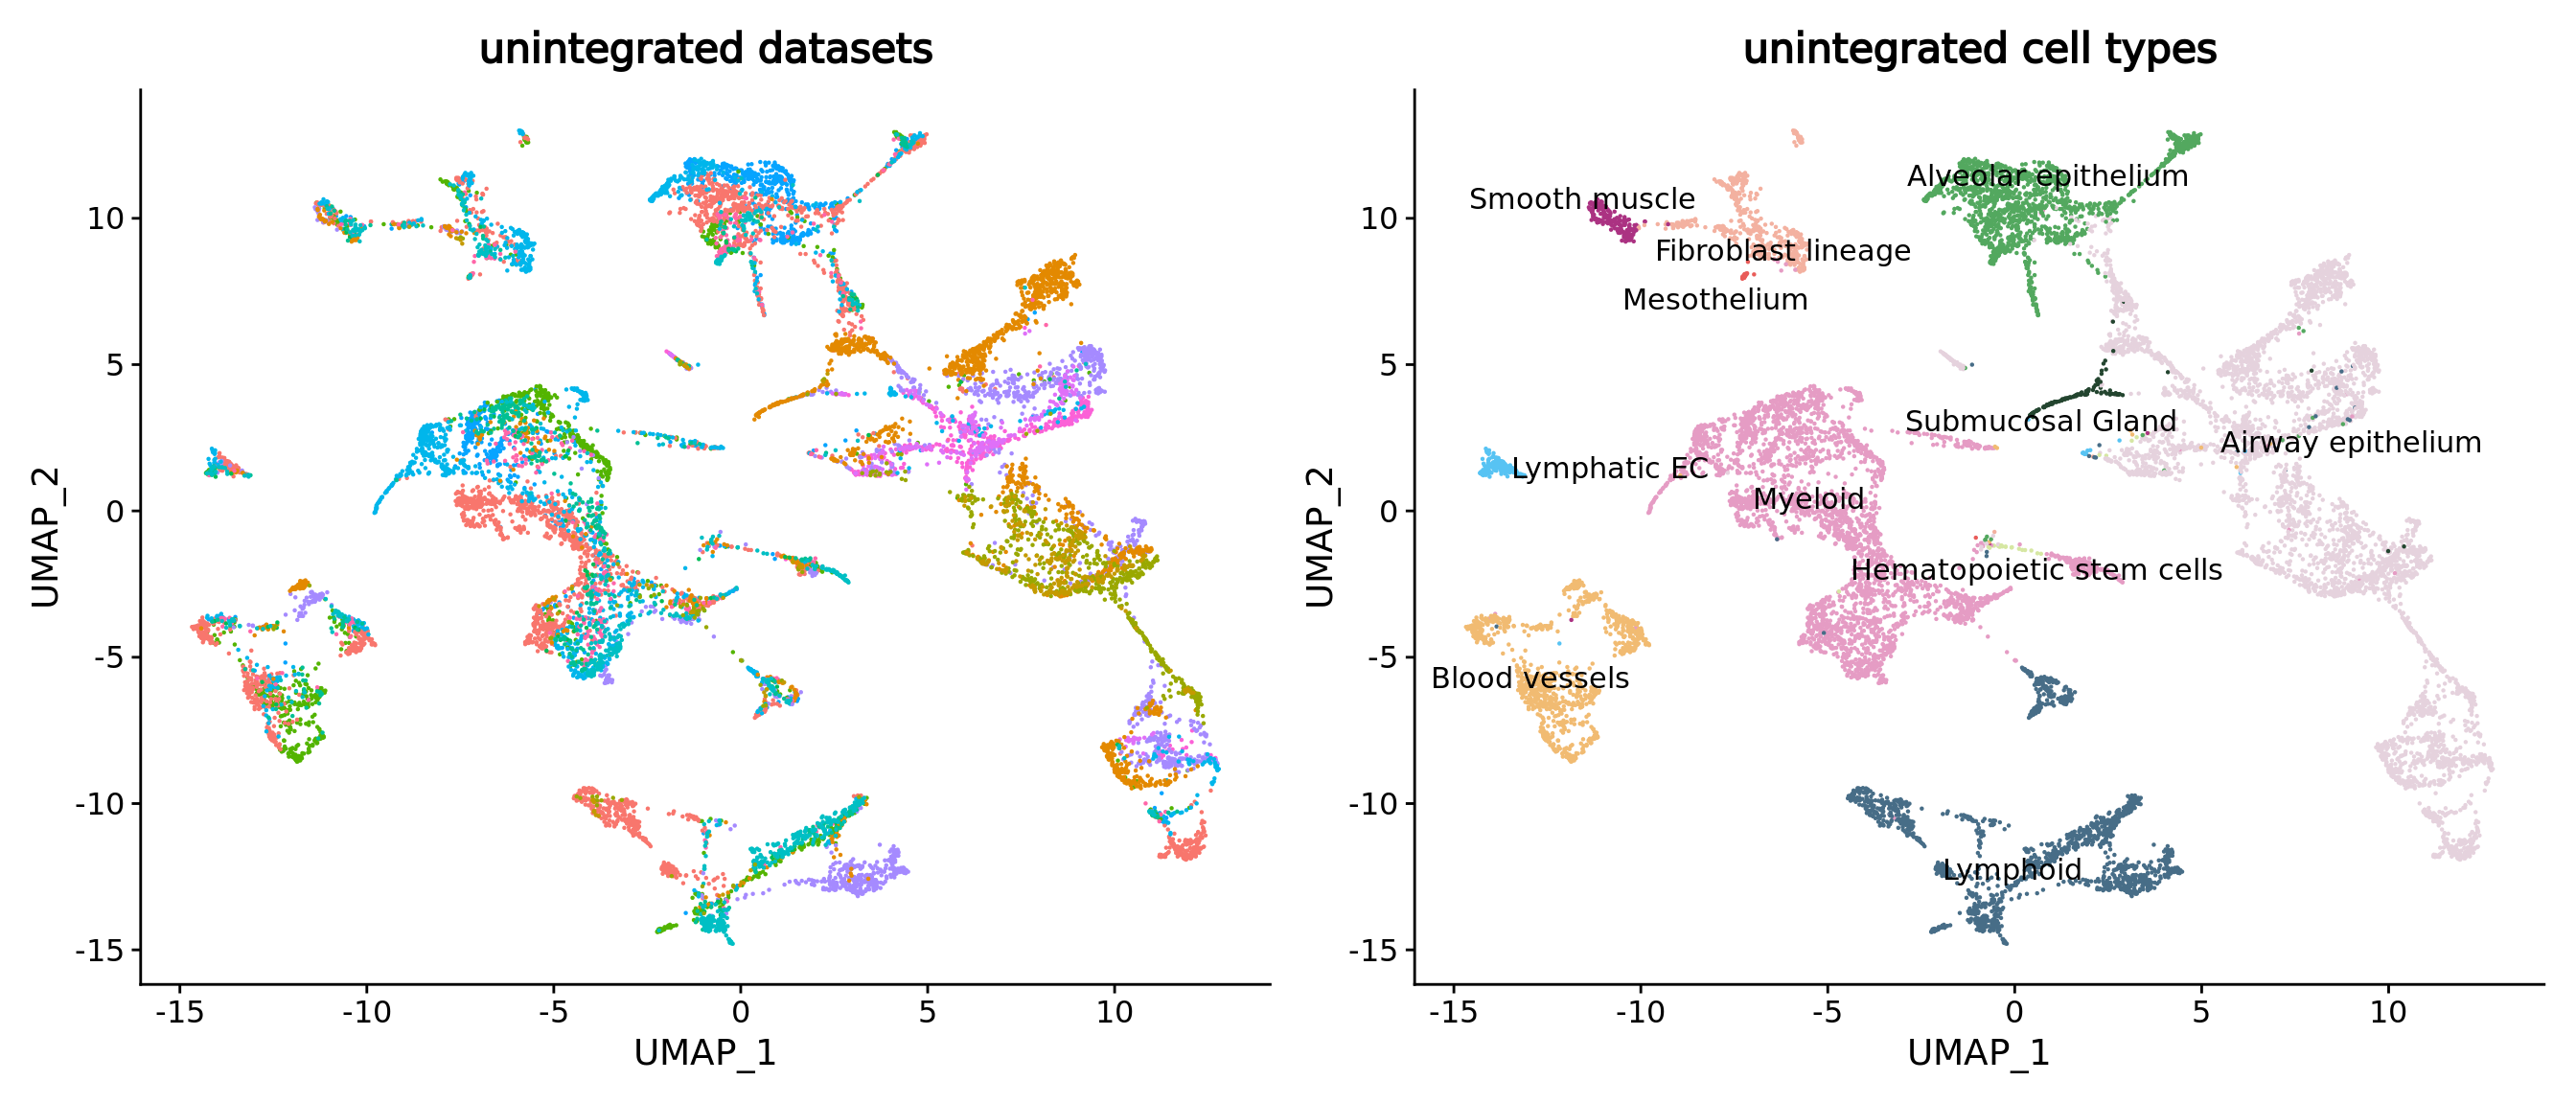 unintegrated datasets
UMAP_2
10
5
0
-5
-10
-15
-15
-10
-5
0
5
10
UMAP_1
unintegrated cell types
UMAP_2
10
5
0
-5
-10
-15
Alveolar epithelium
Smooth muscle
Fibroblast lineage
Mesothelium
Submucosal Gland
Airway epithelium
Lymphatic EC
Myeloid
Hematopoietic stem cells
Blood vessels
Lymphoid
-15
-10
-5
0
5
10
UMAP_1